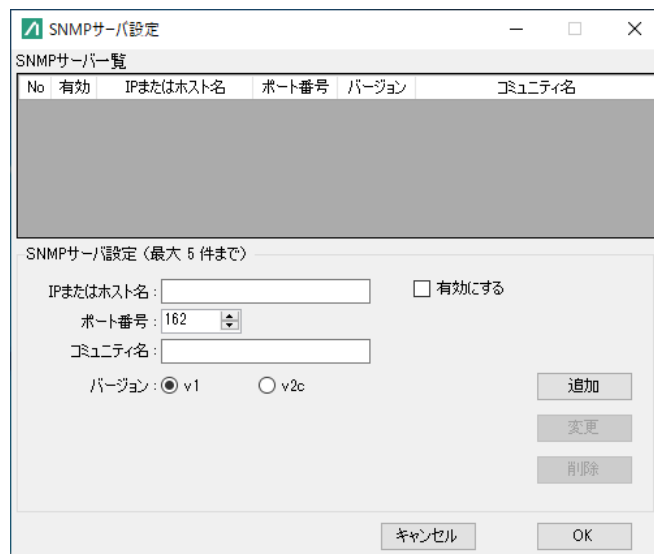 SNMPサーバ設定
SNMPサーバ一覧
No 有効 IPまたはホスト名 ポート番号 バージョン コミュニティ名
SNMPサーバ設定 (最大 5 件まで)
IPまたはホスト名 : 有効にする
ポート番号 : 162
コミュニティ名 :
バージョン : v1 v2c
追加
変更
削除
キャンセル OK